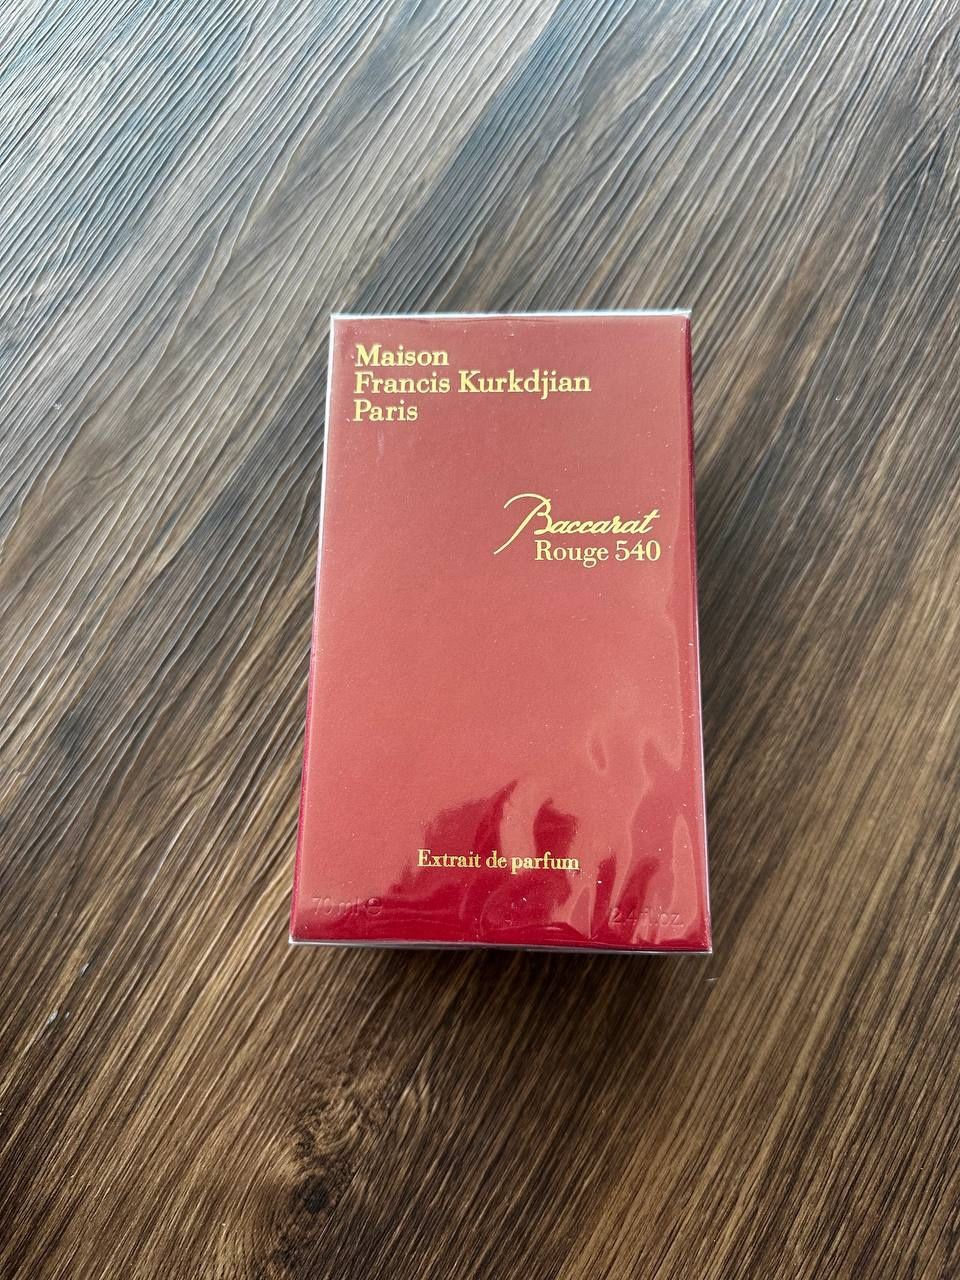 Maison
Francis Kurkdjian
Paris
Baccarat
Rouge 540
Extrait de parfum
70 ml ℮ 2.4 fl.oz.